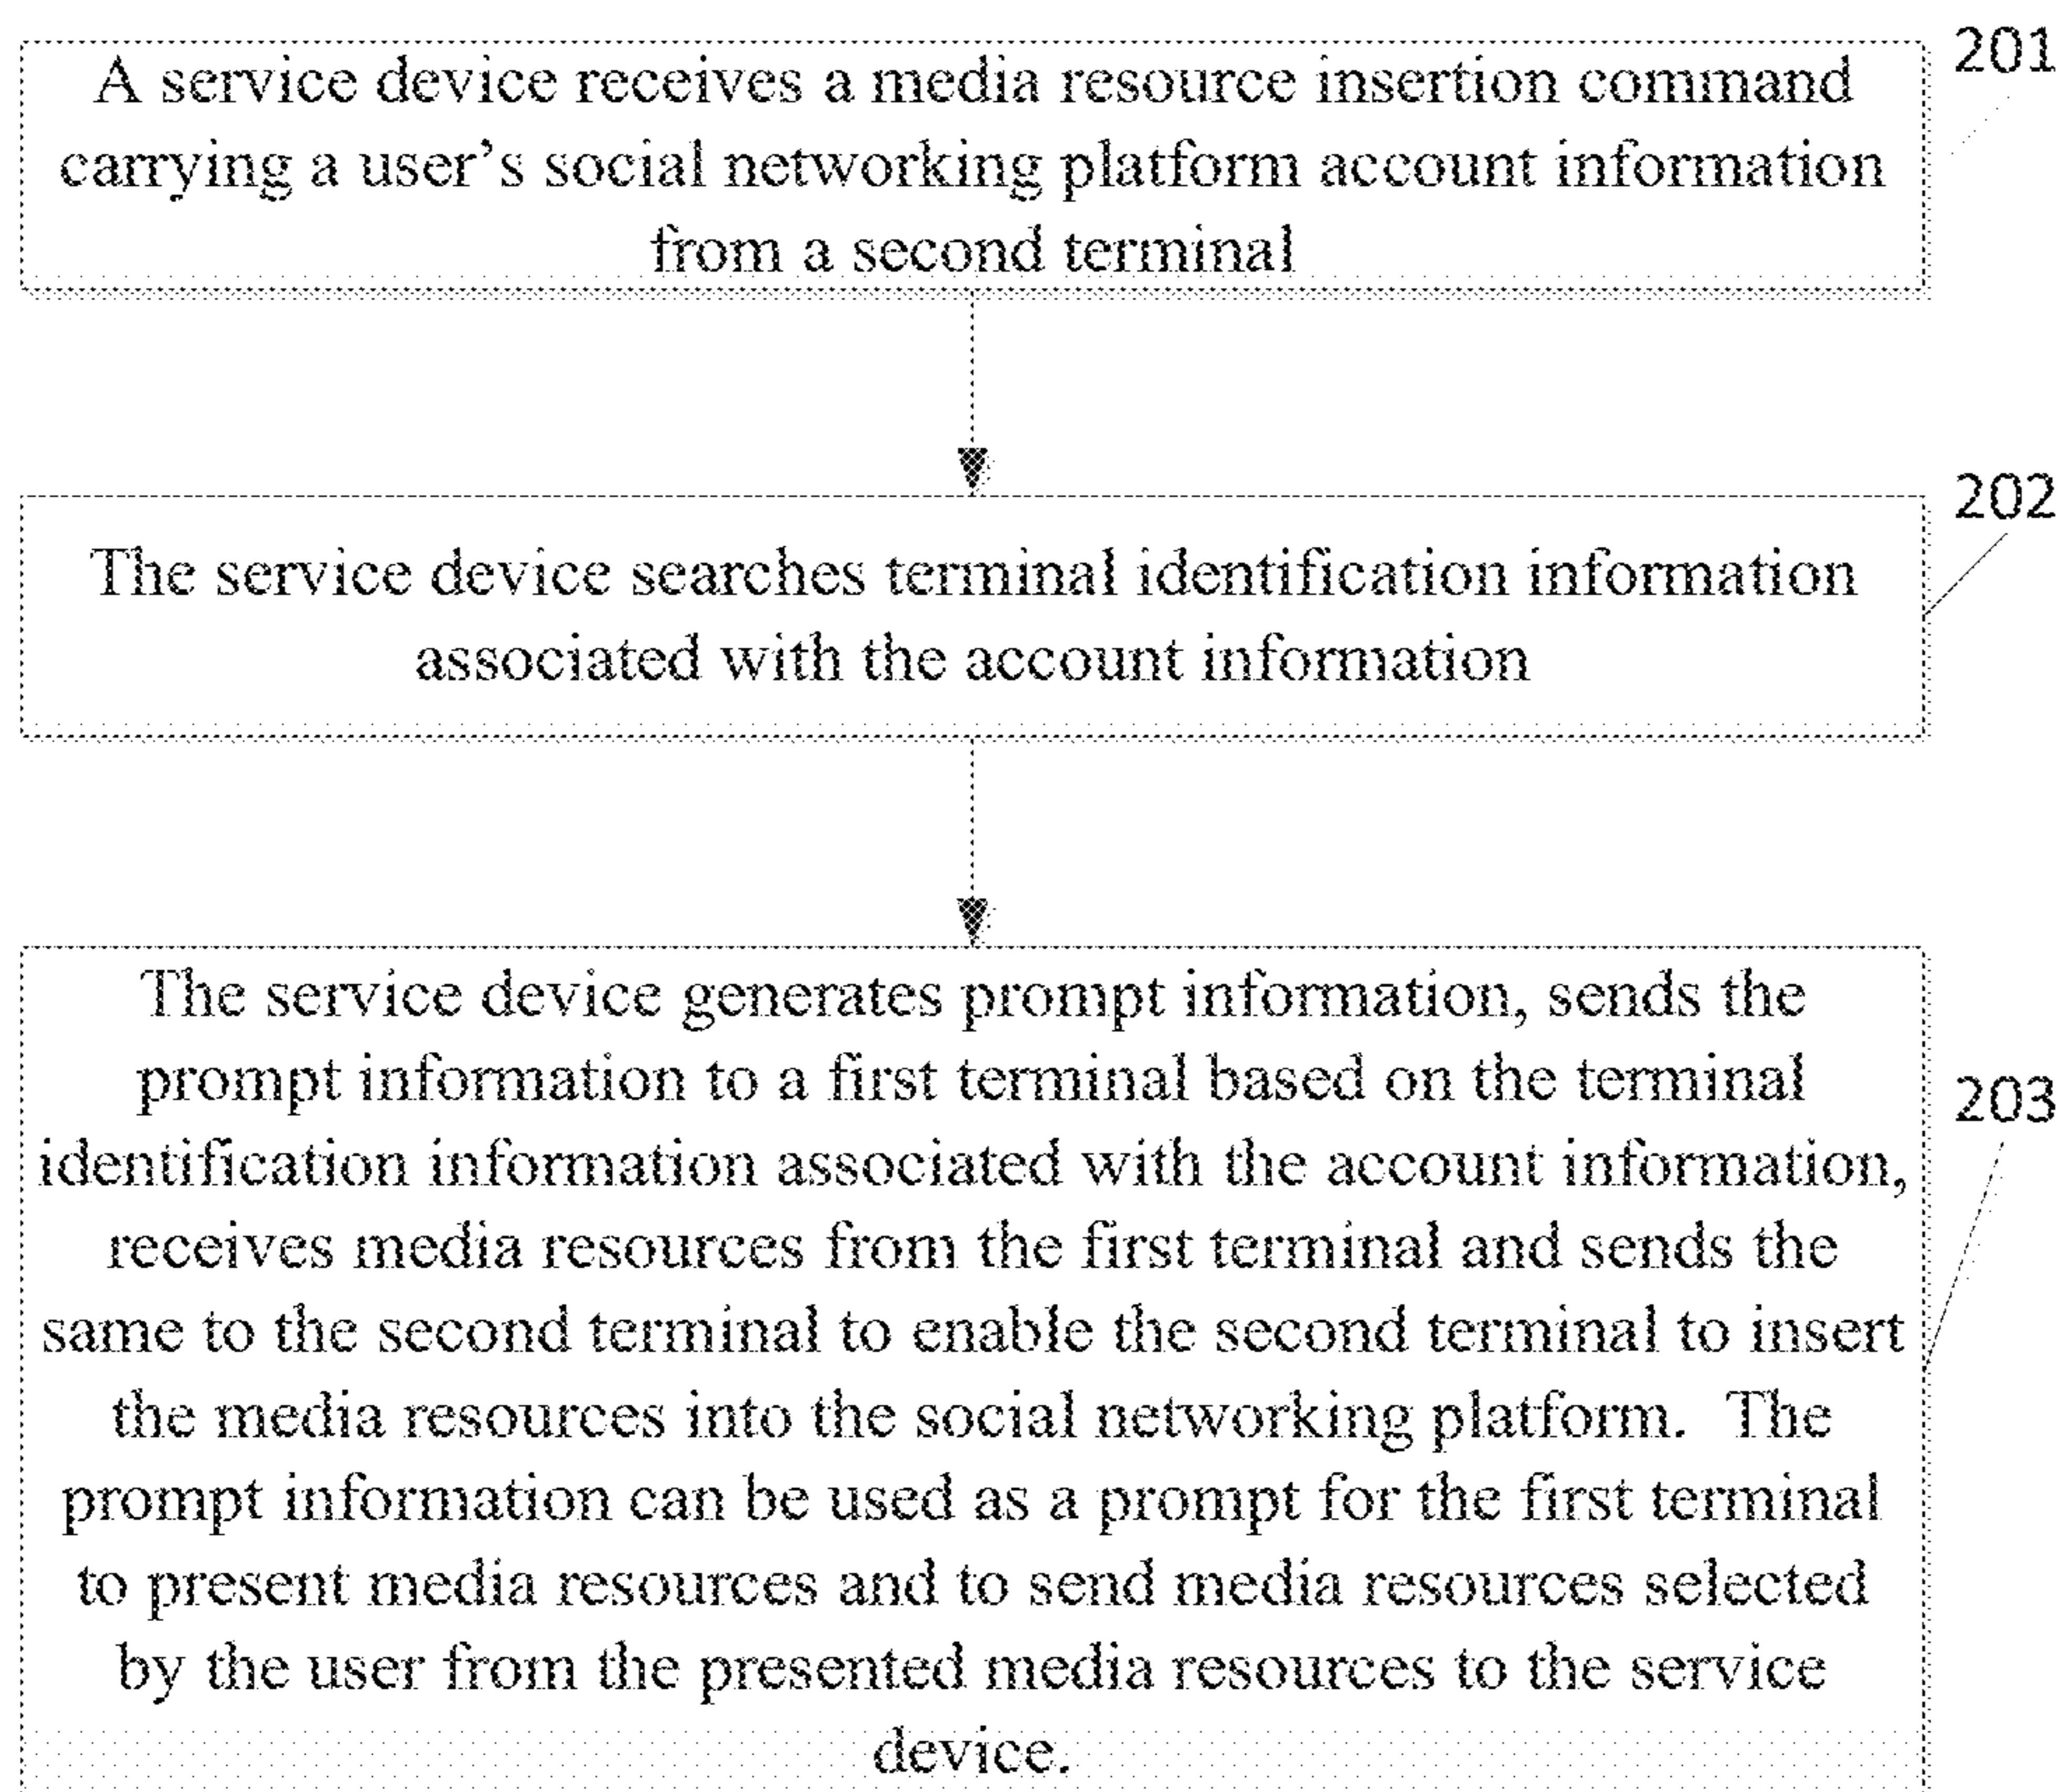 201
A service device receives a media resource insertion command
carrying a user's social networking platform account information
from a second terminal
202
The service device searches terminal identification information
associated with the account information
The service device generates prompt information, sends the
prompt information to a first terminal based on the terminal
203
identification information associated with the account information,
receives media resources from the first terminal and sends the
same to the second terminal to enable the second terminal to insert
the media resources into the social networking platform.  The
prompt information can be used as a prompt for the first terminal
to present media resources and to send media resources selected
by the user from the presented media resources to the service
device.